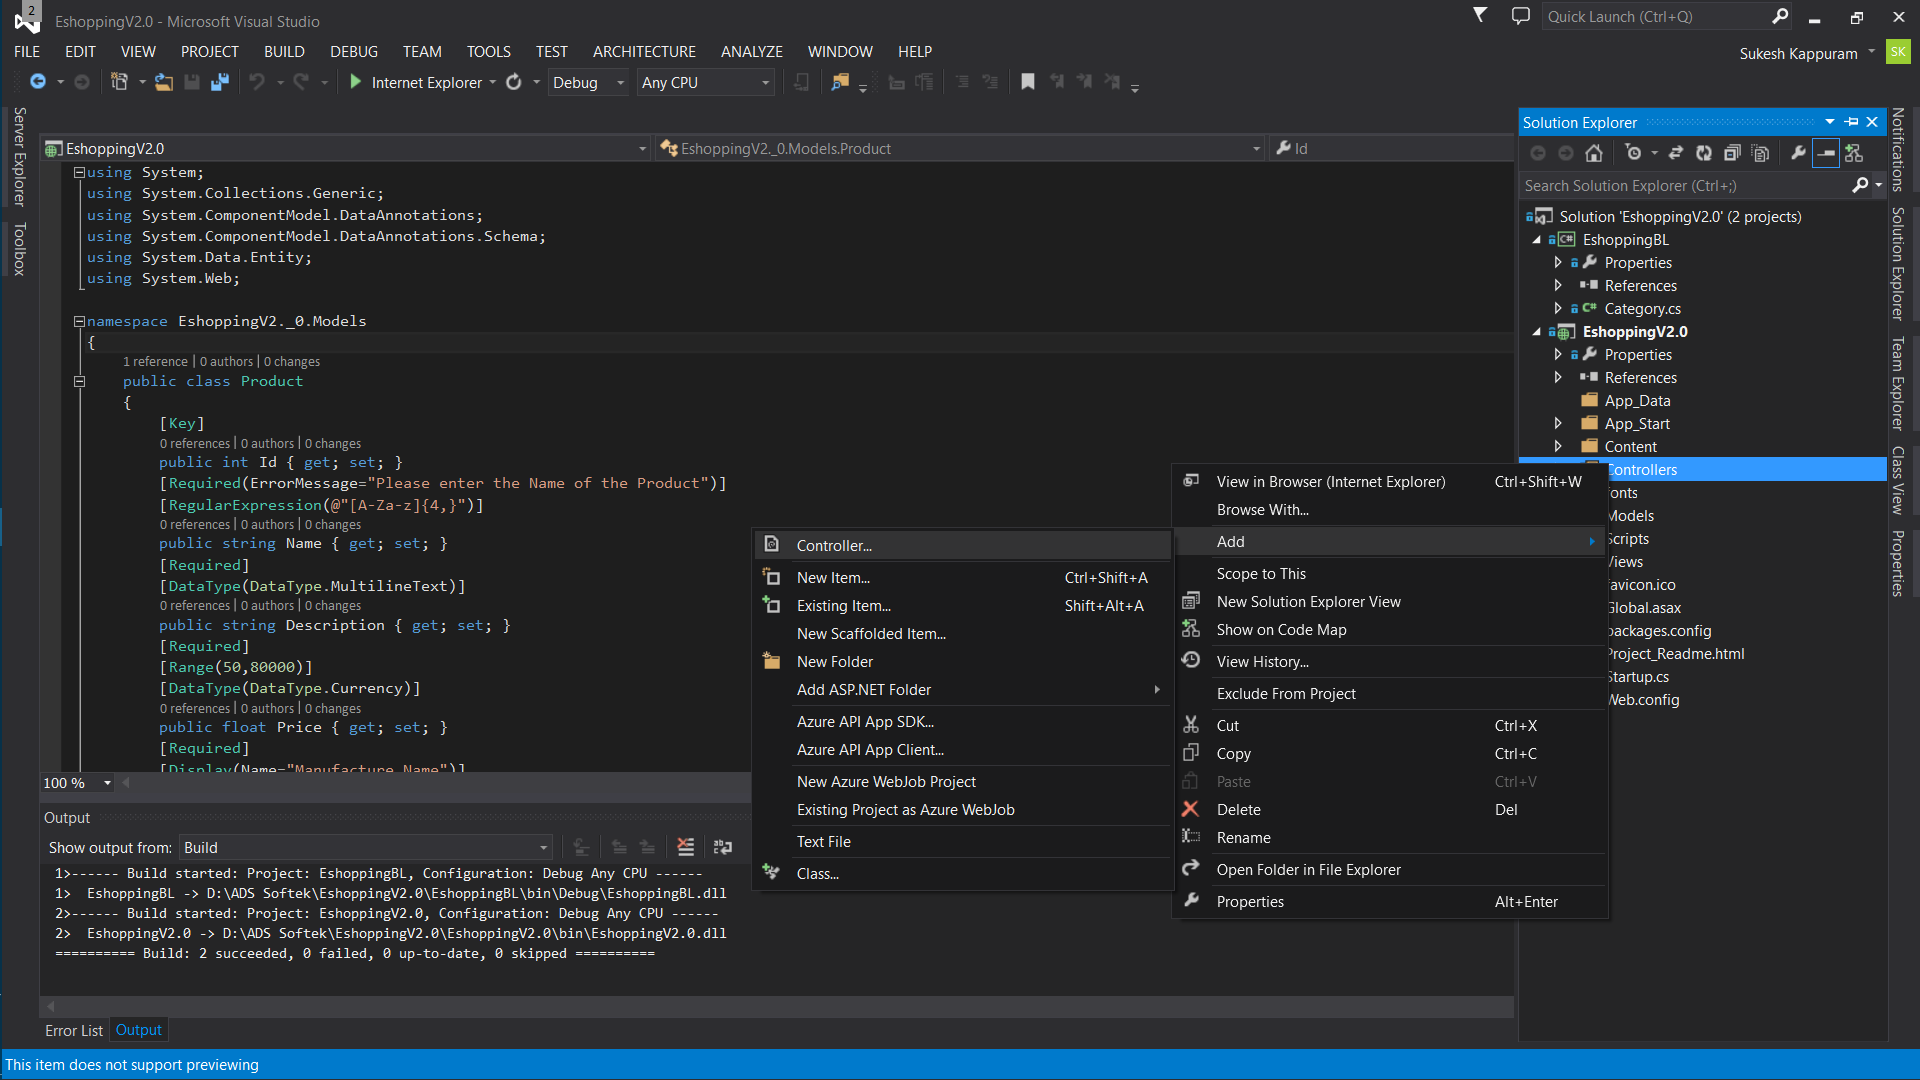 2
EshoppingV2.0 - Microsoft Visual Studio
Quick Launch (Ctrl+Q)
FILE EDIT VIEW PROJECT BUILD DEBUG TEAM TOOLS TEST ARCHITECTURE ANALYZE WINDOW HELP
Sukesh Kappuram SK
Internet Explorer Debug Any CPU
Server Explorer
Toolbox
EshoppingV2.0 EshoppingV2._0.Models.Product Id
using System;
using System.Collections.Generic;
using System.ComponentModel.DataAnnotations;
using System.ComponentModel.DataAnnotations.Schema;
using System.Data.Entity;
using System.Web;
namespace EshoppingV2._0.Models
{
1 reference | 0 authors | 0 changes
public class Product
{
[Key]
0 references | 0 authors | 0 changes
public int Id { get; set; }
[Required(ErrorMessage="Please enter the Name of the Product")]
[RegularExpression(@"[A-Za-z]{4,}")]
0 references | 0 authors | 0 changes
public string Name { get; set; }
[Required]
[DataType(DataType.MultilineText)]
0 references | 0 authors | 0 changes
public string Description { get; set; }
[Required]
[Range(50,80000)]
[DataType(DataType.Currency)]
0 references | 0 authors | 0 changes
public float Price { get; set; }
[Required]
[Display(Name="Manufacture Name")]
100 %
Output
Show output from: Build
1>------ Build started: Project: EshoppingBL, Configuration: Debug Any CPU ------
1> EshoppingBL -> D:\ADS Softek\EshoppingV2.0\EshoppingBL\bin\Debug\EshoppingBL.dll
2>------ Build started: Project: EshoppingV2.0, Configuration: Debug Any CPU ------
2> EshoppingV2.0 -> D:\ADS Softek\EshoppingV2.0\EshoppingV2.0\bin\EshoppingV2.0.dll
========== Build: 2 succeeded, 0 failed, 0 up-to-date, 0 skipped ==========
Error List Output
This item does not support previewing
Controller...
New Item... Ctrl+Shift+A
Existing Item... Shift+Alt+A
New Scaffolded Item...
New Folder
Add ASP.NET Folder
Azure API App SDK...
Azure API App Client...
New Azure WebJob Project
Existing Project as Azure WebJob
Text File
Class...
View in Browser (Internet Explorer) Ctrl+Shift+W
Browse With...
Add
Scope to This
New Solution Explorer View
Show on Code Map
View History...
Exclude From Project
Cut Ctrl+X
Copy Ctrl+C
Paste Ctrl+V
Delete Del
Rename
Open Folder in File Explorer
Properties Alt+Enter
Solution Explorer
Search Solution Explorer (Ctrl+;)
Solution 'EshoppingV2.0' (2 projects)
C# EshoppingBL
Properties
References
C# Category.cs
EshoppingV2.0
Properties
References
App_Data
App_Start
Content
Controllers
onts
Models
Scripts
Views
favicon.ico
Global.asax
packages.config
Project_Readme.html
Startup.cs
Web.config
Notifications
Solution Explorer
Team Explorer
Class View
Properties